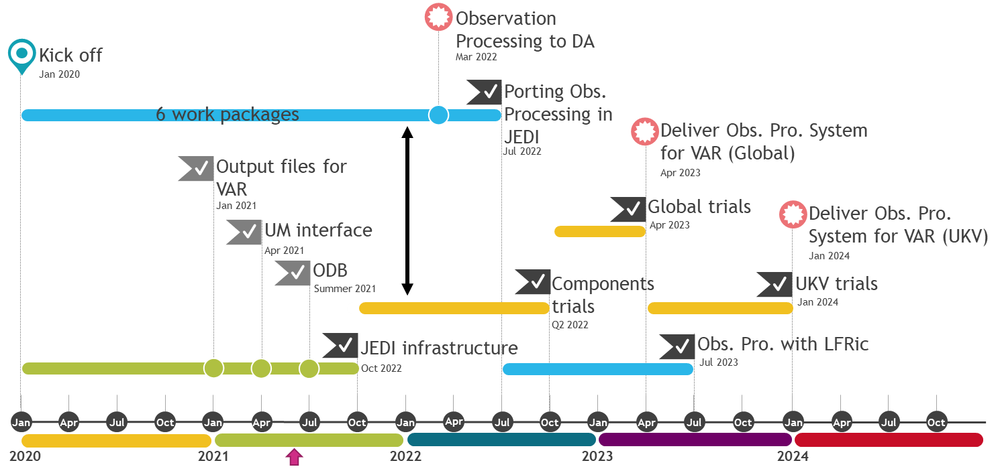 Observation
Processing to DA
Mar 2022
Kick off
Jan 2020
6 work packages
Porting Obs.
Processing in
JEDI
Jul 2022
Deliver Obs. Pro. System
for VAR (Global)
Apr 2023
Output files for
VAR
Jan 2021
Global trials
Apr 2023
Deliver Obs. Pro.
System for VAR (UKV)
Jan 2024
UM interface
Apr 2021
ODB
Summer 2021
Components
trials
Q2 2022
UKV trials
Jan 2024
JEDI infrastructure
Oct 2022
Obs. Pro. with LFRic
Jul 2023
Jan Apr Jul Oct Jan Apr Jul Oct Jan Apr Jul Oct Jan Apr Jul Oct Jan Apr Jul Oct
2020 2021 2022 2023 2024